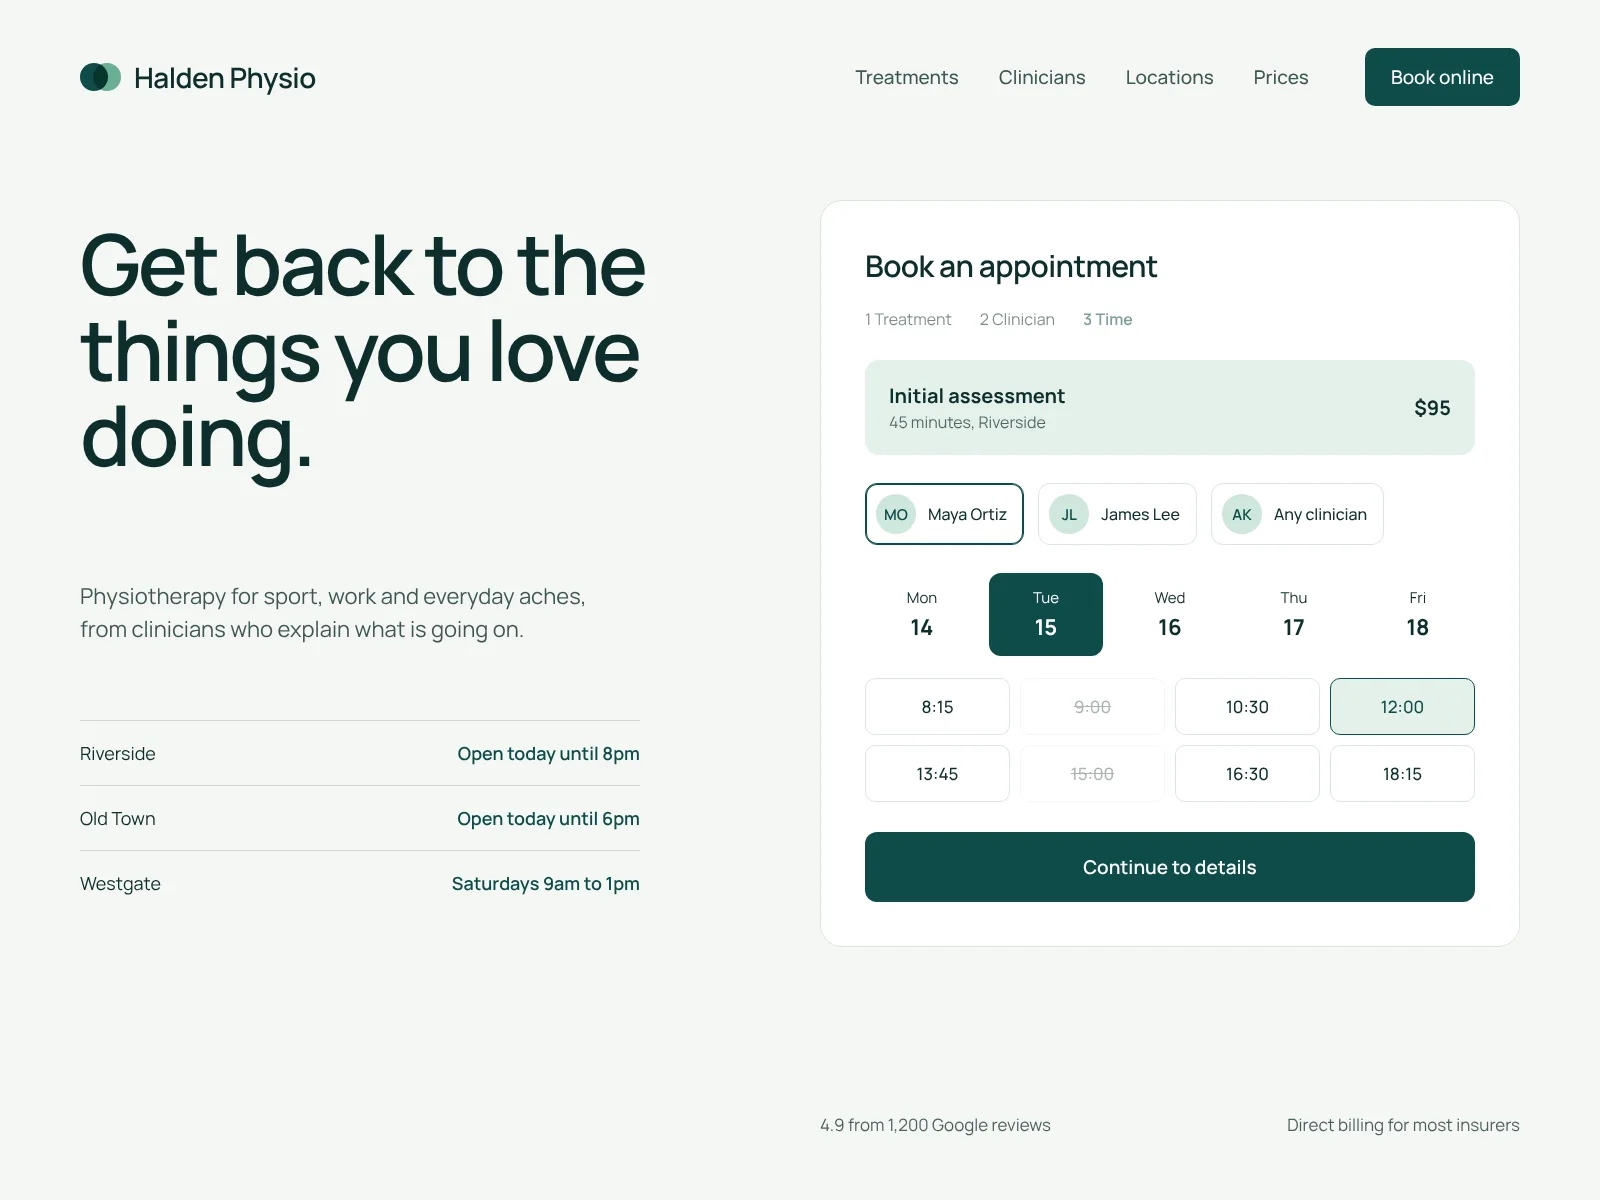 Halden Physio
Treatments
Clinicians
Locations
Prices
Book online
Get back to the
things you love
doing.
Physiotherapy for sport, work and everyday aches,
from clinicians who explain what is going on.
Riverside
Open today until 8pm
Old Town
Open today until 6pm
Westgate
Saturdays 9am to 1pm
Book an appointment
1 Treatment
2 Clinician
3 Time
Initial assessment
45 minutes, Riverside
$95
MO
Maya Ortiz
JL
James Lee
AK
Any clinician
Mon
14
Tue
15
Wed
16
Thu
17
Fri
18
8:15
9:00
10:30
12:00
13:45
15:00
16:30
18:15
Continue to details
4.9 from 1,200 Google reviews
Direct billing for most insurers